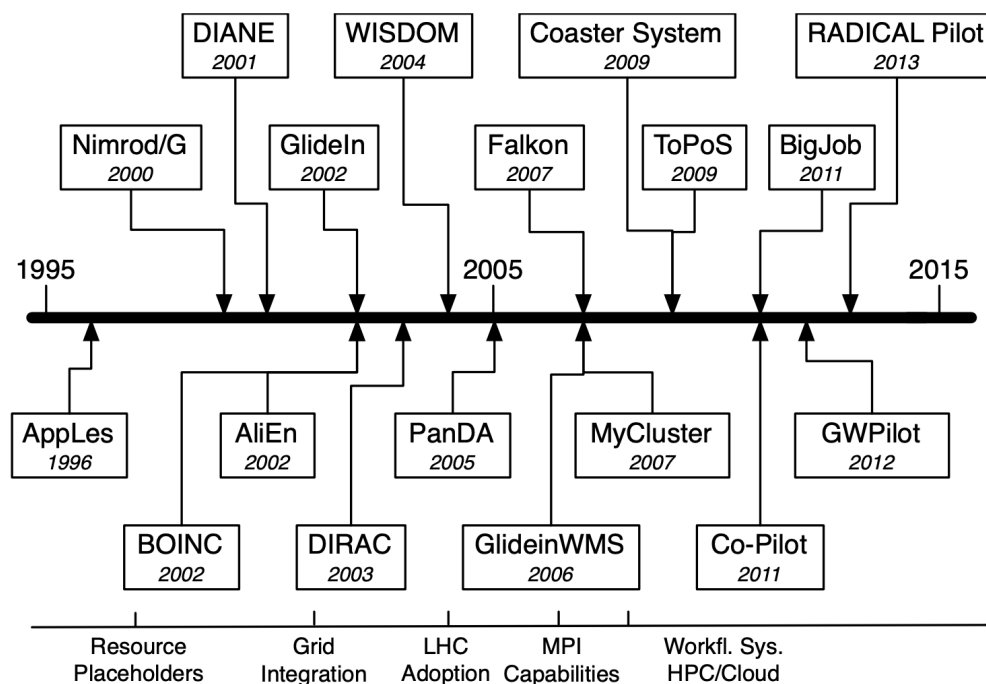 DIANE
2001
WISDOM
2004
Coaster System
2009
RADICAL Pilot
2013
Nimrod/G
2000
GlideIn
2002
Falkon
2007
ToPoS
2009
BigJob
2011
1995
2005
2015
AppLes
1996
AliEn
2002
PanDA
2005
MyCluster
2007
GWPilot
2012
BOINC
2002
DIRAC
2003
GlideinWMS
2006
Co-Pilot
2011
Resource
Placeholders
Grid
Integration
LHC
Adoption
MPI
Capabilities
Workfl. Sys.
HPC/Cloud